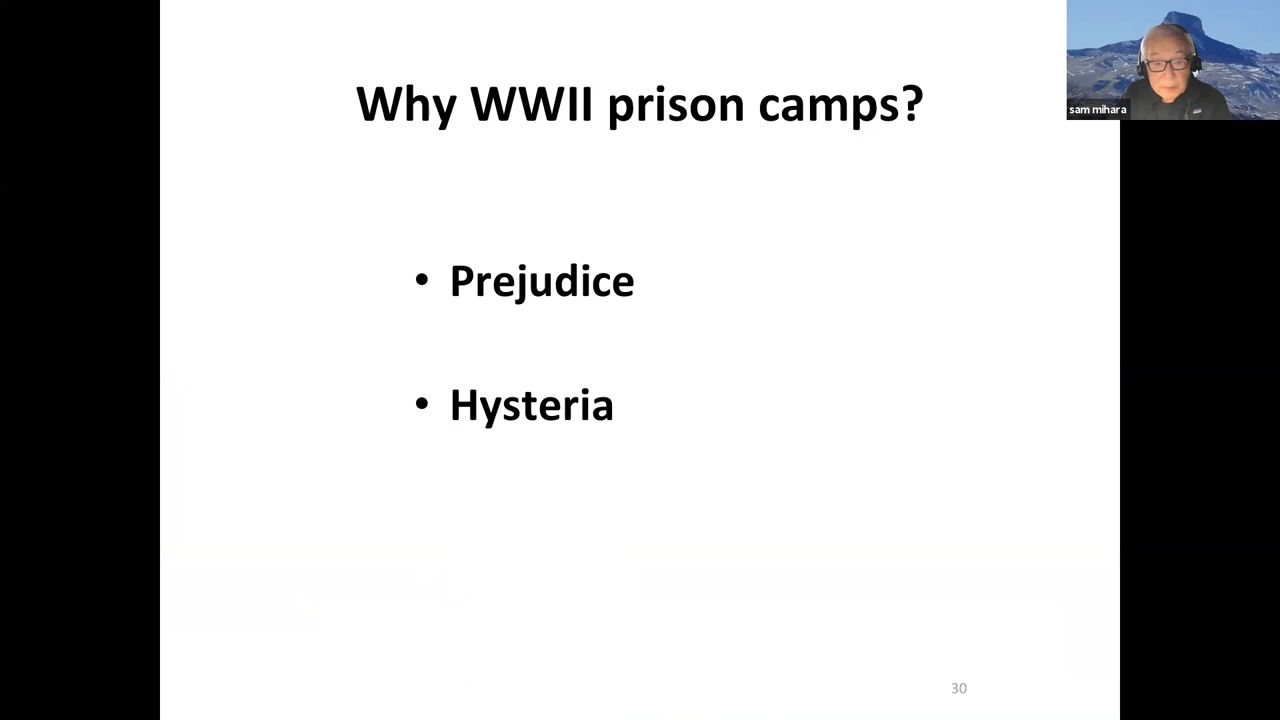 Why WWII prison camps?
sam mihara
• Prejudice
• Hysteria
30